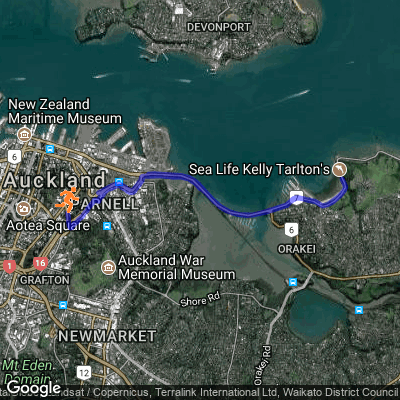 DEVONPORT
New Zealand
Maritime Museum
6
Sea Life Kelly Tarlton's
Auckland
PARNELL
7
Aotea Square
6
ORAKEI
1
16
Auckland War
Memorial Museum
GRAFTON
Shore Rd
NEWMARKET
Orakei Rd
Mt Eden
Domain
12
Google
dsat / Copernicus, Terralink International Ltd, Waikato District Council